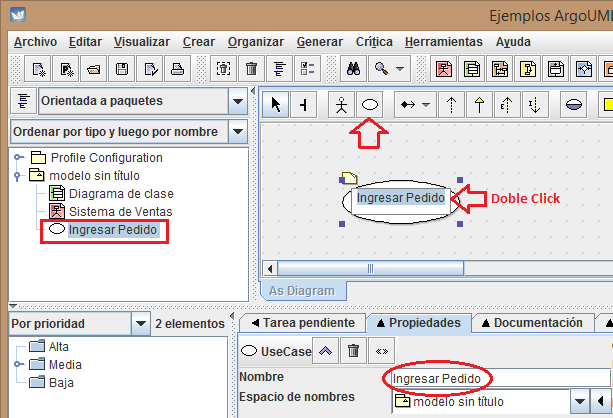 Ejemplos ArgoUML
Archivo Editar Visualizar Crear Organizar Generar Crítica Herramientas Ayuda
Orientada a paquetes
Ordenar por tipo y luego por nombre
Profile Configuration
modelo sin título
Diagrama de clase
Sistema de Ventas
Ingresar Pedido
Ingresar Pedido
Doble Click
As Diagram
Por prioridad
2 elementos
Alta
Media
Baja
Tarea pendiente
Propiedades
Documentación
UseCase
Nombre
Ingresar Pedido
Espacio de nombres
modelo sin título